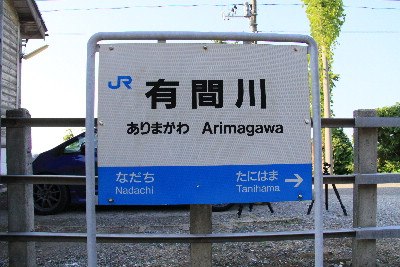 JR
有間川
ありまがわ Arimagawa
なだち たにはま →
Nadachi Tanihama